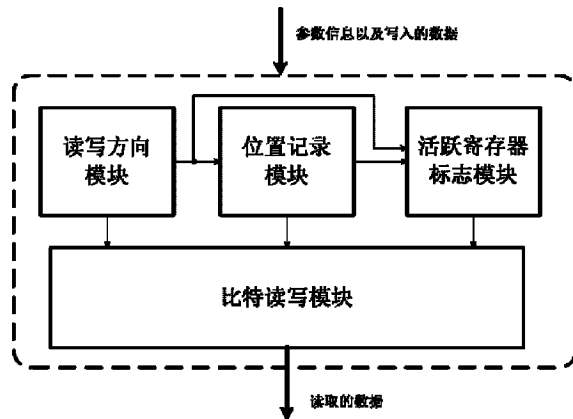 参数信息以及写入的数据
读写方向
模块
位置记录
模块
活跃寄存器
标志模块
比特读写模块
读取的数据